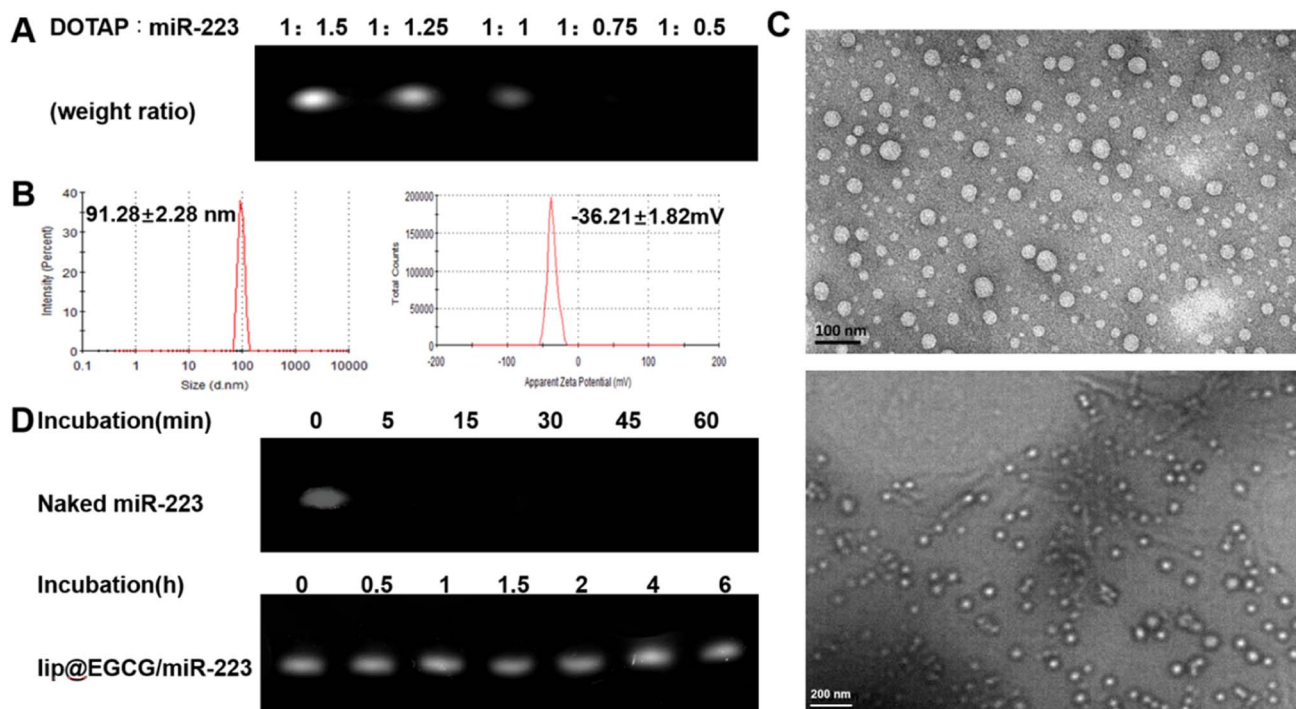 A DOTAP : miR-223 1: 1.5 1: 1.25 1: 1 1: 0.75 1: 0.5
(weight ratio)
B
91.28±2.28 nm
40
30
20
10
0
Intensity (Percent)
0.1 1 10 100 1000 10000
Size (d.nm)
-36.21±1.82mV
200000
150000
100000
50000
0
Total Counts
-200 -100 0 100 200
Apparent Zeta Potential (mV)
C
100 nm
200 nm
D Incubation(min) 0 5 15 30 45 60
Naked miR-223
Incubation(h) 0 0.5 1 1.5 2 4 6
lip@EGCG/miR-223